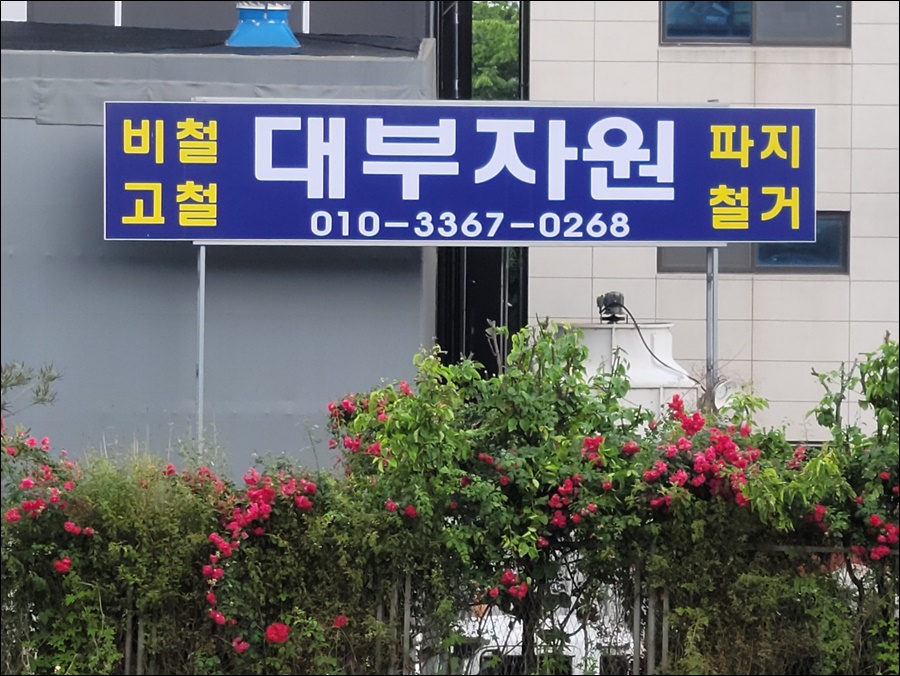 비철 고철
대부자원
010-3367-0268
파지 철거